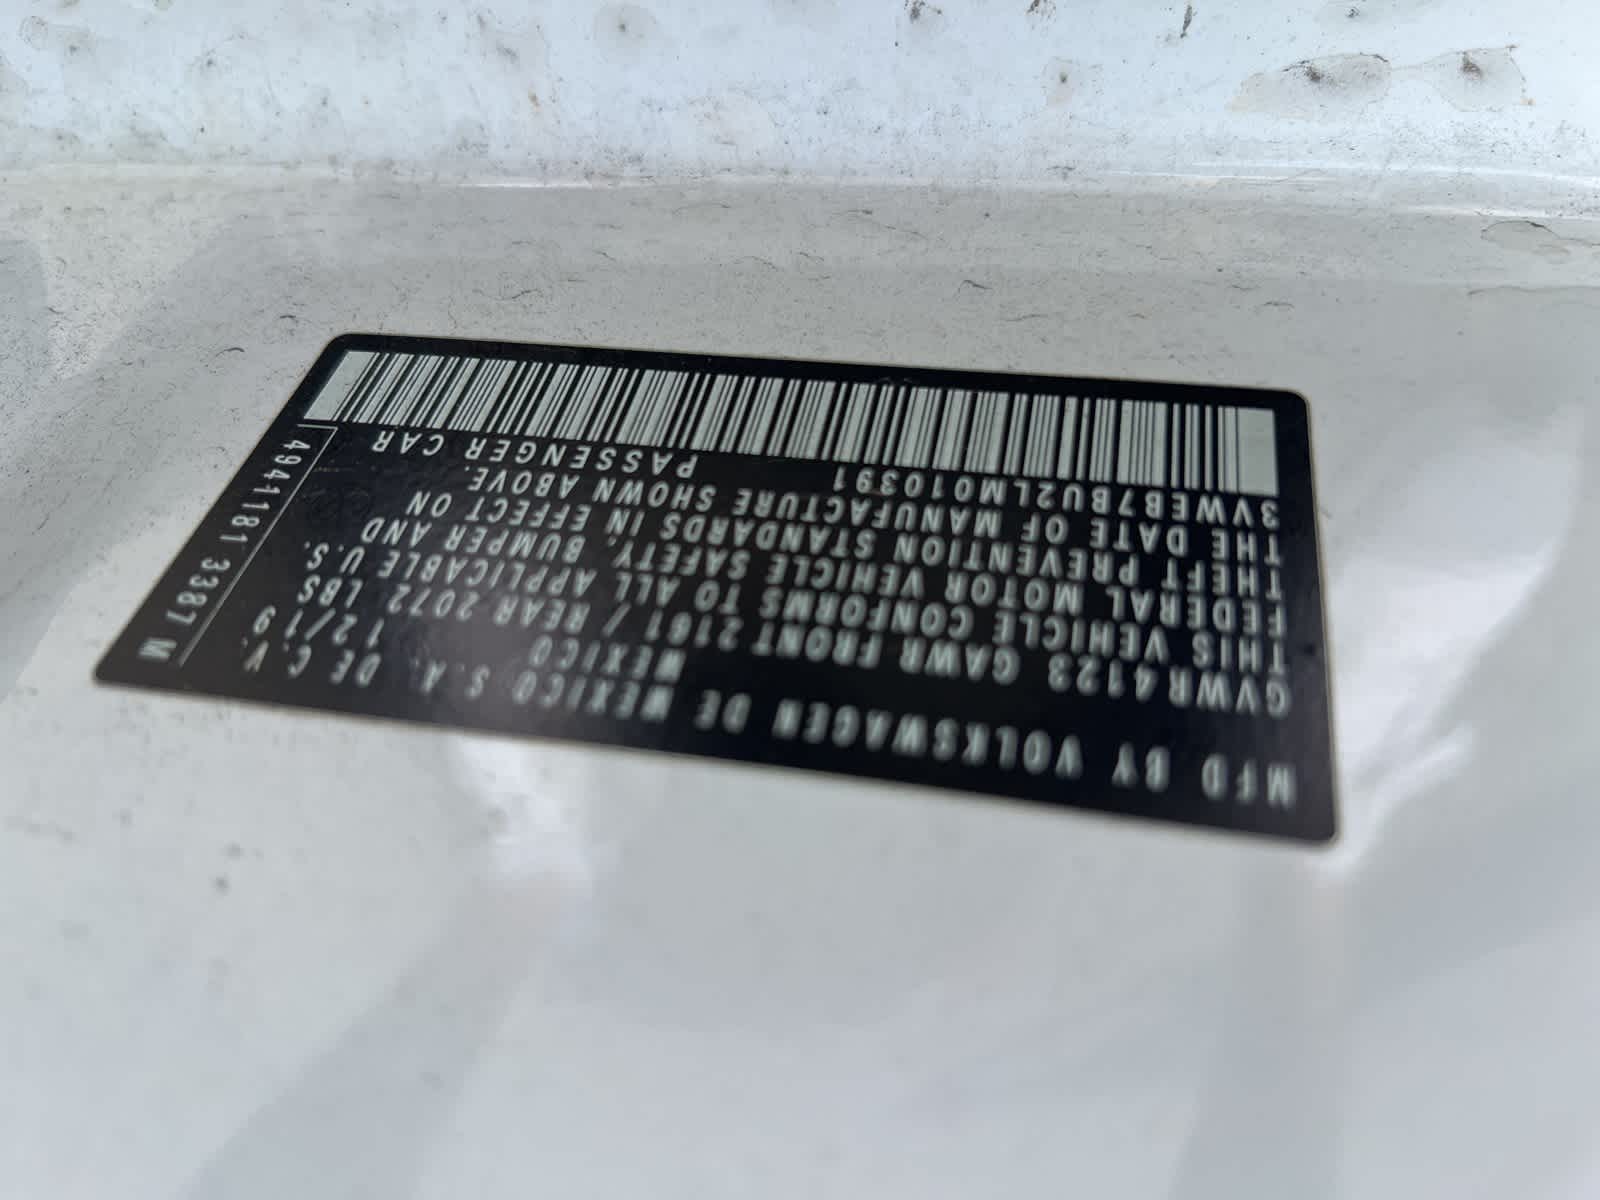 MFD BY VOLKSWAGEN DE MEXICO S.A. DE C.V.
MEXICO 12/19
GVWR 4123 GAWR FRONT 2161 / REAR 2072 LBS
THIS VEHICLE CONFORMS TO ALL APPLICABLE U.S.
FEDERAL MOTOR VEHICLE SAFETY, BUMPER AND
THEFT PREVENTION STANDARDS IN EFFECT ON
THE DATE OF MANUFACTURE SHOWN ABOVE.
3VWEB7BU2LM010391 PASSENGER CAR
4941181 3387 M